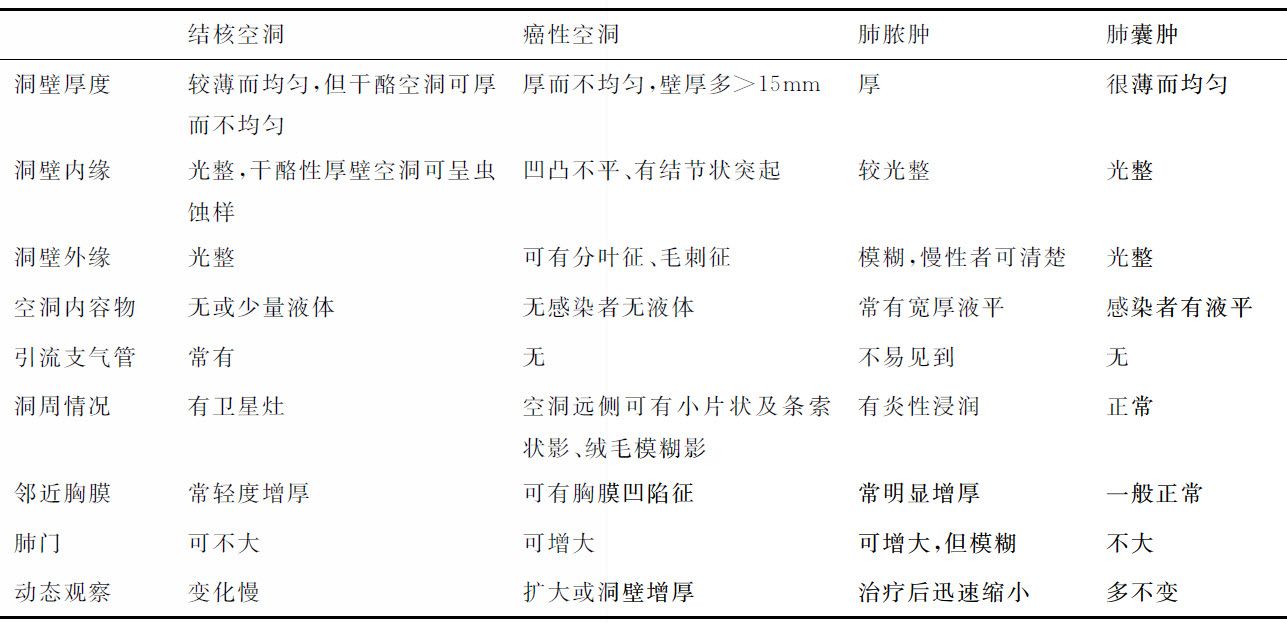 结核空洞 癌性空洞 肺脓肿 肺囊肿
洞壁厚度 较薄而均匀,但干酪空洞可厚 厚而不均匀,壁厚多>15mm 厚 很薄而均匀
而不均匀
洞壁内缘 光整,干酪性厚壁空洞可呈虫 凹凸不平、有结节状突起 较光整 光整
蚀样
洞壁外缘 光整 可有分叶征、毛刺征 模糊,慢性者可清楚 光整
空洞内容物 无或少量液体 无感染者无液体 常有宽厚液平 感染者有液平
引流支气管 常有 无 不易见到 无
洞周情况 有卫星灶 空洞远侧可有小片状及条索 有炎性浸润 正常
状影、绒毛模糊影
邻近胸膜 常轻度增厚 可有胸膜凹陷征 常明显增厚 一般正常
肺门 可不大 可增大 可增大,但模糊 不大
动态观察 变化慢 扩大或洞壁增厚 治疗后迅速缩小 多不变